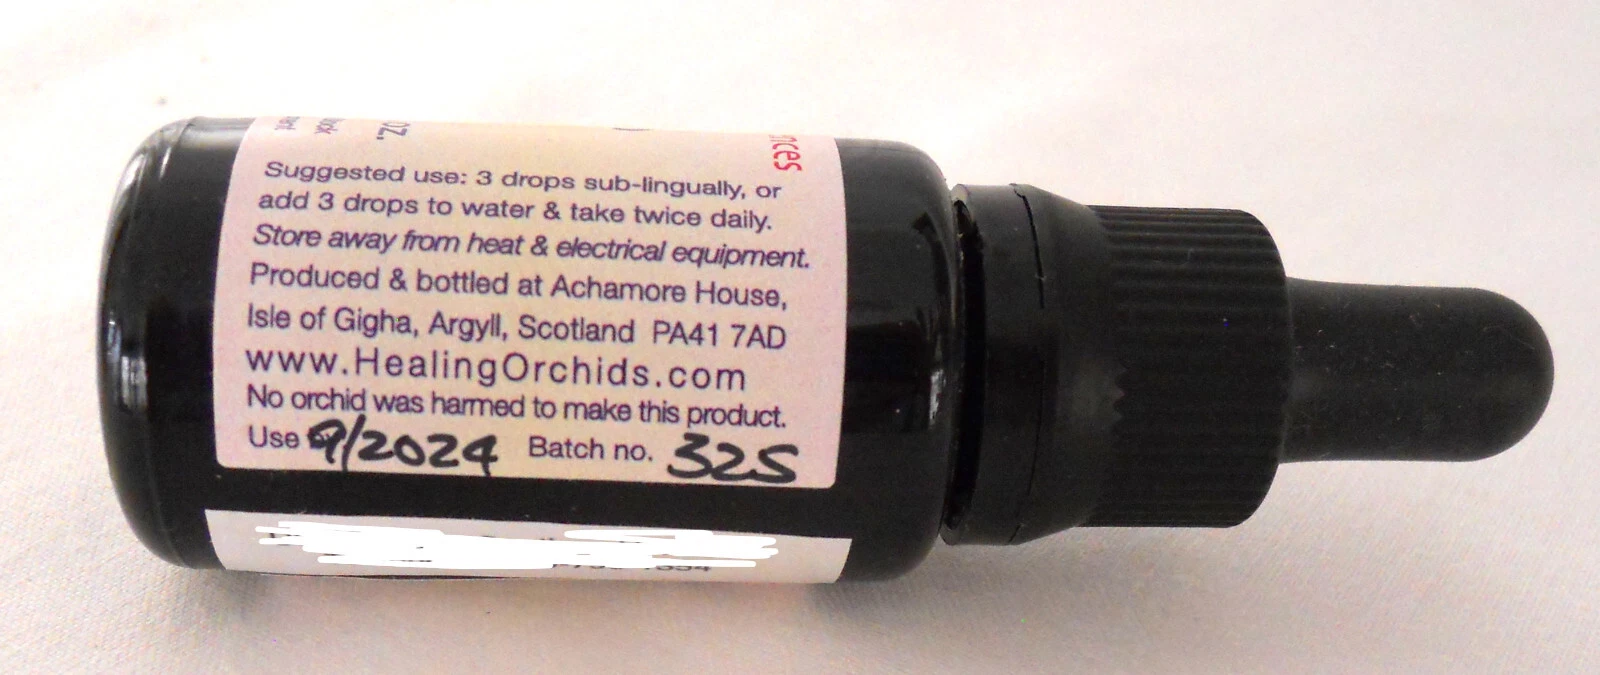 oz.
nces
Suggested use: 3 drops sub-lingually, or
add 3 drops to water & take twice daily.
Store away from heat & electrical equipment.
Produced & bottled at Achamore House,
Isle of Gigha, Argyll, Scotland PA41 7AD
www.HealingOrchids.com
No orchid was harmed to make this product.
Use 9/2024 Batch no. 325